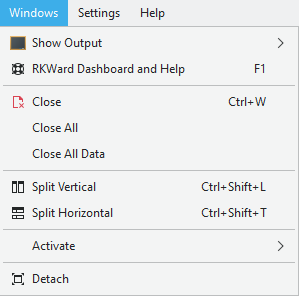 Windows Settings Help
Show Output
RKWard Dashboard and Help F1
Close Ctrl+W
Close All
Close All Data
Split Vertical Ctrl+Shift+L
Split Horizontal Ctrl+Shift+T
Activate
Detach